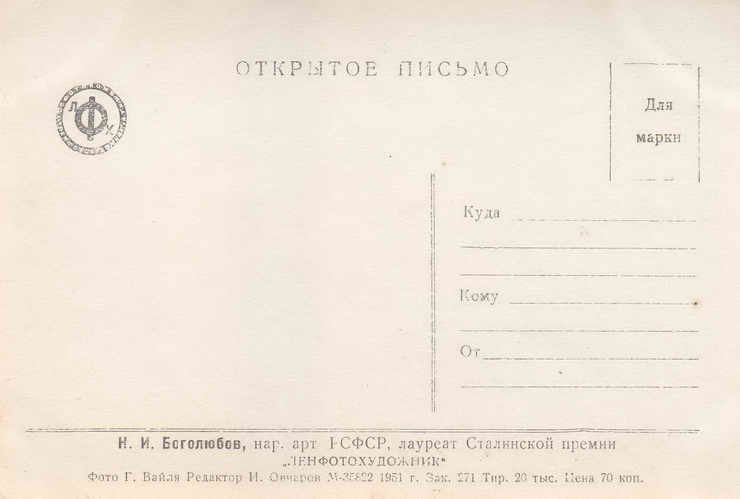 ОТКРЫТОЕ ПИСЬМО
Л Ф Х
Для
марки
Куда
Кому
От
Н. И. Боголюбов, нар. арт РСФСР, лауреат Сталинской премии
„ЛЕНФОТОХУДОЖНИК“
Фото Г. Вайля Редактор И. Овчаров М-35822 1951 г. Зак. 271 Тир. 20 тыс. Цена 70 коп.